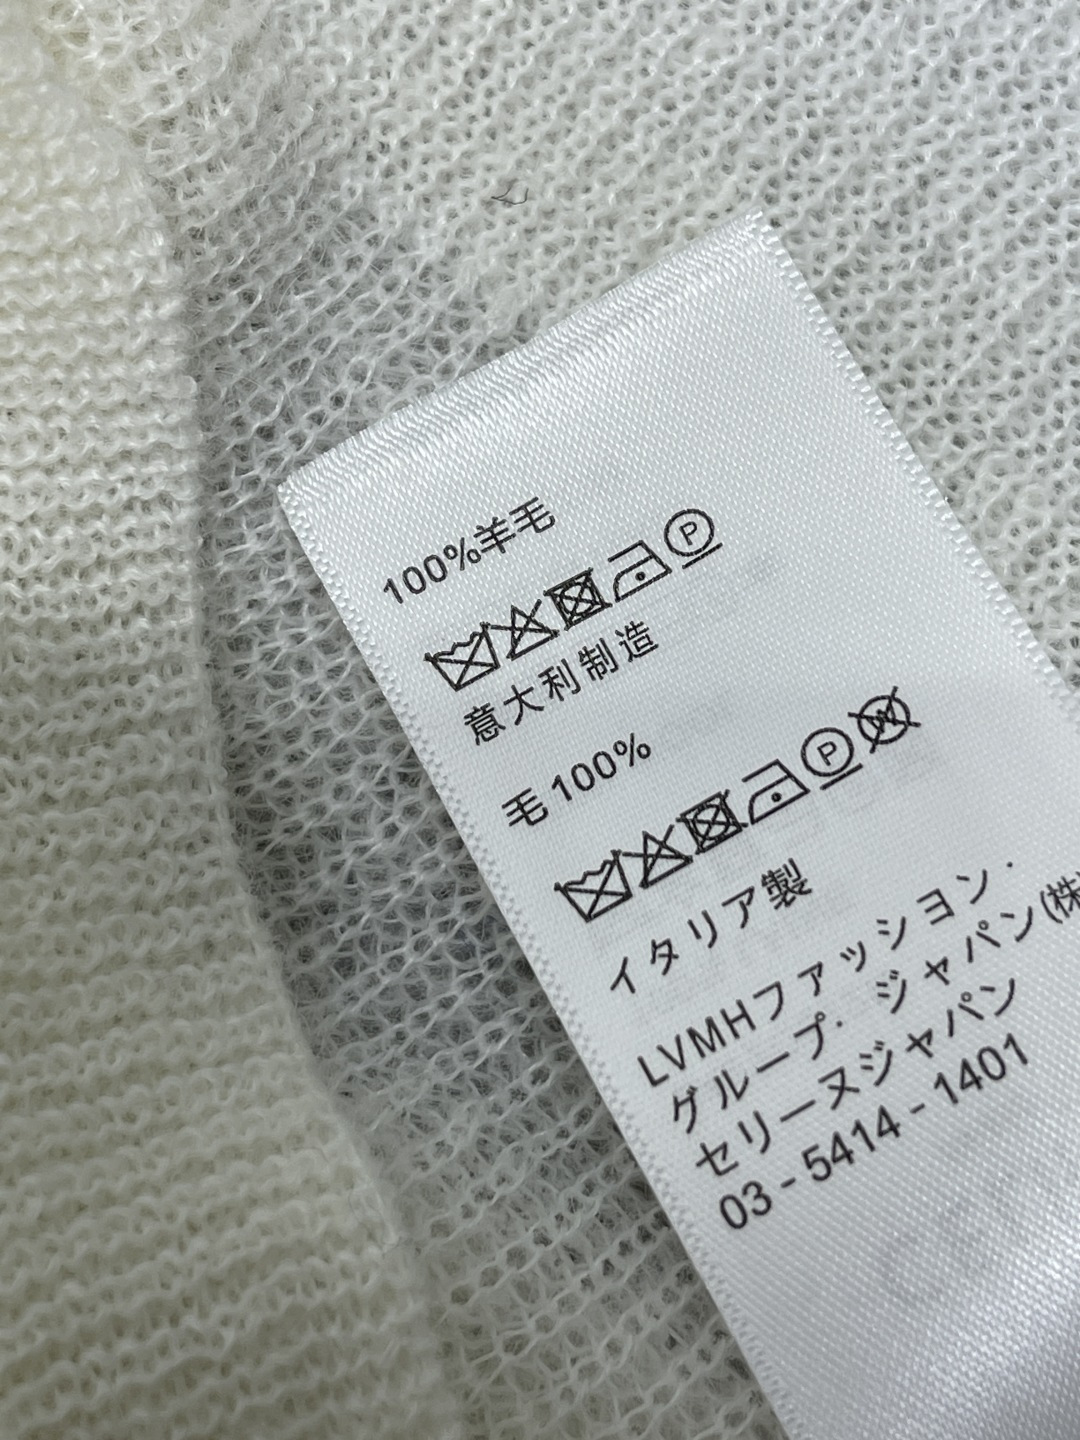 100%羊毛
P
意大利制造
毛 100%
P W
イタリア製
LVMHファッション・
グループ・ジャパン(株)
セリーヌジャパン
03-5414-1401